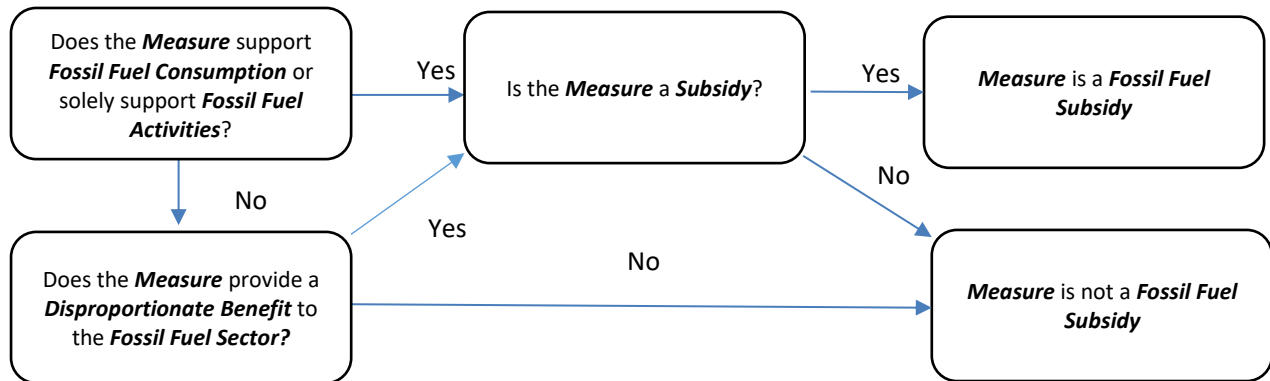 Does the Measure support
Fossil Fuel Consumption or
solely support Fossil Fuel
Activities?
Yes
Is the Measure a Subsidy?
Yes
Measure is a Fossil Fuel
Subsidy
No
Yes
No
No
Does the Measure provide a
Disproportionate Benefit to
the Fossil Fuel Sector?
Measure is not a Fossil Fuel
Subsidy